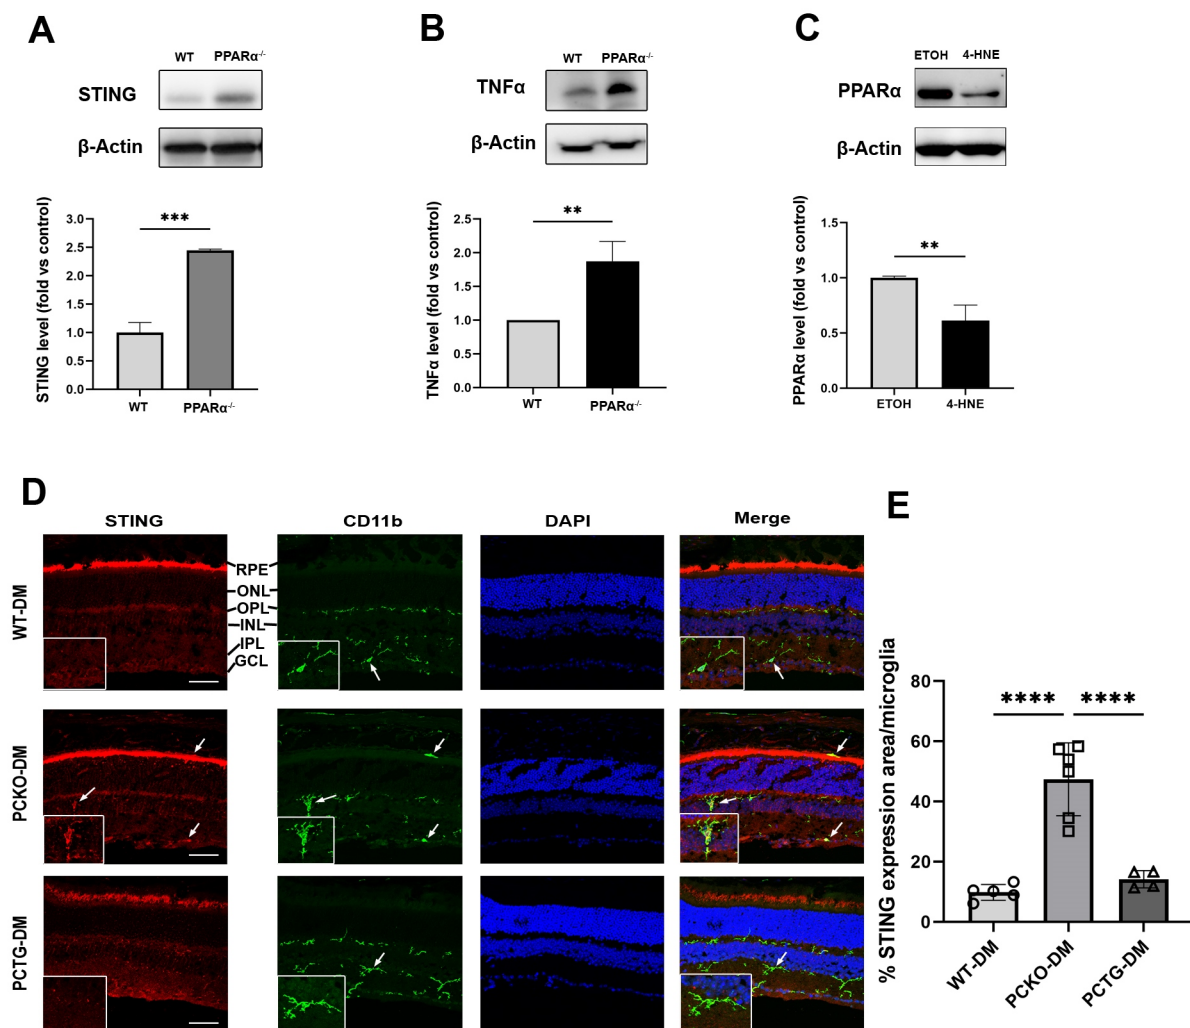 A
WT PPARα-/-
STING
β-Actin
***
STING level (fold vs control)
3.0
2.5
2.0
1.5
1.0
0.5
0.0
WT PPARα-/-
B
WT PPARα-/-
TNFα
β-Actin
**
TNFα level (fold vs control)
2.5
2.0
1.5
1.0
0.5
0.0
WT PPARα-/-
C
ETOH 4-HNE
PPARα
β-Actin
**
PPARα level (fold vs control)
1.5
1.0
0.5
0.0
ETOH 4-HNE
D
STING CD11b DAPI Merge
WT-DM
RPE
ONL
OPL
INL
IPL
GCL
PCKO-DM
PCTG-DM
E
% STING expression area/microglia
80
60
40
20
0
**** ****
WT-DM PCKO-DM PCTG-DM